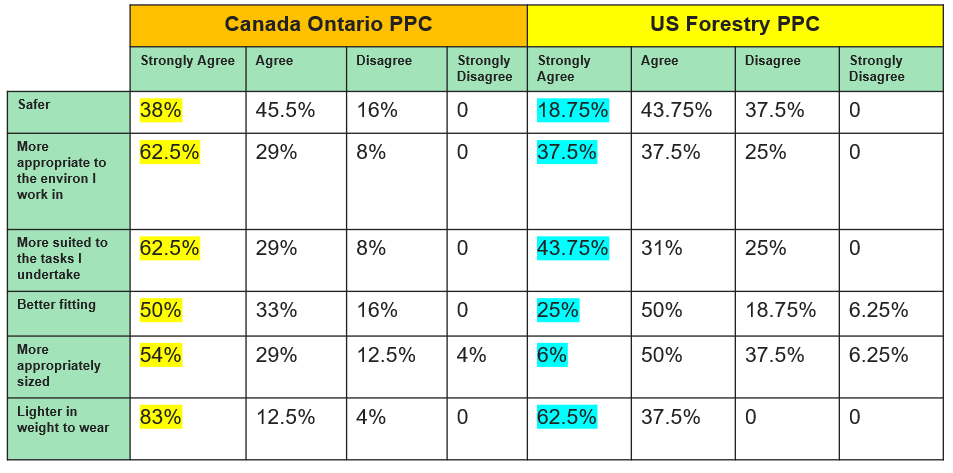 Canada Ontario PPC US Forestry PPC
Strongly Agree Agree Disagree Strongly Disagree Strongly Agree Agree Disagree Strongly Disagree
Safer 38% 45.5% 16% 0 18.75% 43.75% 37.5% 0
More appropriate to the environ I work in 62.5% 29% 8% 0 37.5% 37.5% 25% 0
More suited to the tasks I undertake 62.5% 29% 8% 0 43.75% 31% 25% 0
Better fitting 50% 33% 16% 0 25% 50% 18.75% 6.25%
More appropriately sized 54% 29% 12.5% 4% 6% 50% 37.5% 6.25%
Lighter in weight to wear 83% 12.5% 4% 0 62.5% 37.5% 0 0